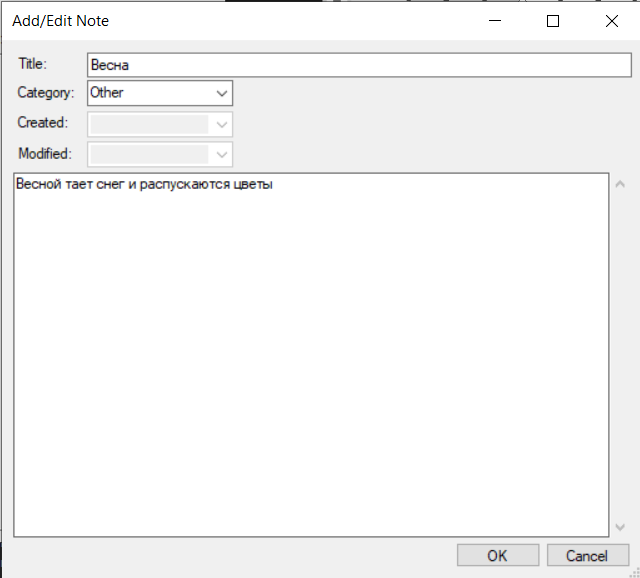 Add/Edit Note
Title: Весна
Category: Other
Created:
Modified:
Весной тает снег и распускаются цветы
OK Cancel